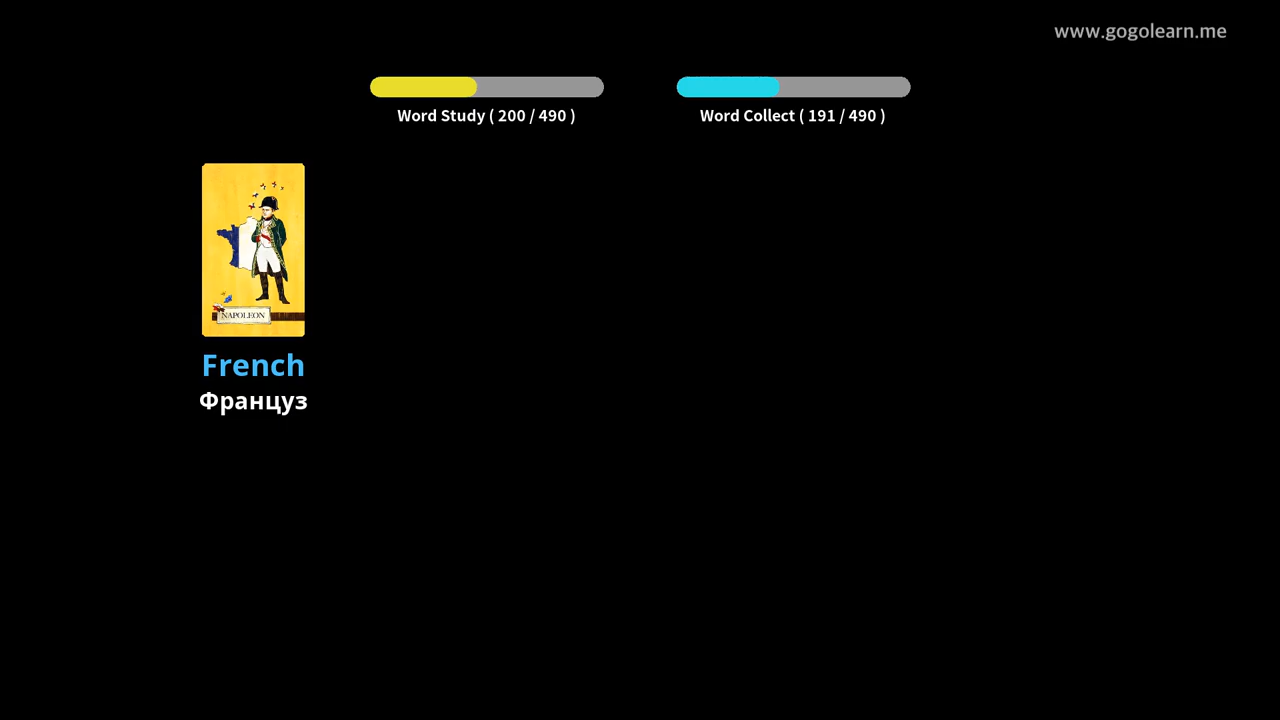 www.gogolearn.me
Word Study ( 200 / 490 )
Word Collect ( 191 / 490 )
NAPOLEON
French
Француз